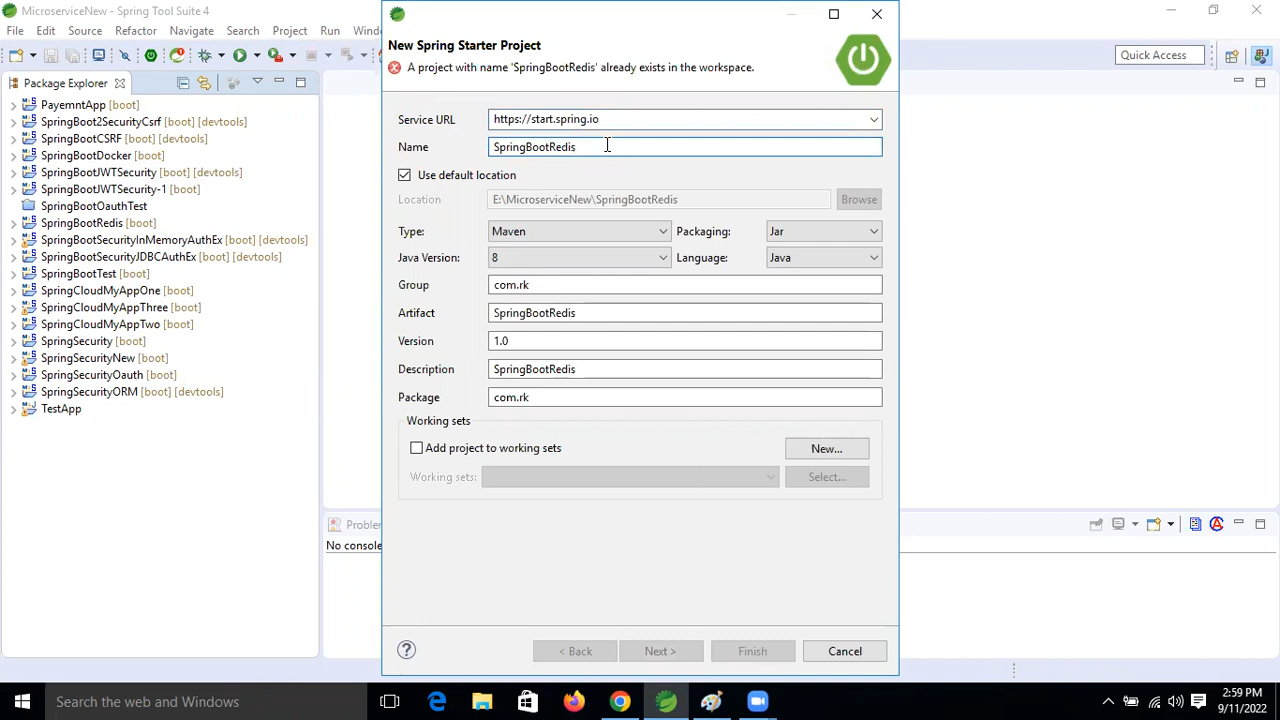 MicroserviceNew - Spring Tool Suite 4
File Edit Source Refactor Navigate Search Project Run
Quick Access
Package Explorer
PayemntApp [boot]
SpringBoot2SecurityCsrf [boot] [devtools]
SpringBootCSRF [boot] [devtools]
SpringBootDocker [boot]
SpringBootJWTSecurity [boot] [devtools]
SpringBootJWTSecurity-1 [boot]
SpringBootOauthTest
SpringBootRedis [boot]
SpringBootSecurityInMemoryAuthEx [boot] [devtools]
SpringBootSecurityJDBCAuthEx [boot] [devtools]
SpringBootTest [boot]
SpringCloudMyAppOne [boot]
SpringCloudMyAppThree [boot]
SpringCloudMyAppTwo [boot]
SpringSecurity [boot]
SpringSecurityNew [boot]
SpringSecurityOauth [boot]
SpringSecurityORM [boot] [devtools]
TestApp
New Spring Starter Project
A project with name 'SpringBootRedis' already exists in the workspace.
Service URL https://start.spring.io
Name SpringBootRedis
Use default location
Location E:\MicroserviceNew\SpringBootRedis Browse
Type: Maven Packaging: Jar
Java Version: 8 Language: Java
Group com.rk
Artifact SpringBootRedis
Version 1.0
Description SpringBootRedis
Package com.rk
Working sets
Add project to working sets New...
Working sets: Select...
< Back Next > Finish Cancel
No console
Search the web and Windows
2:59 PM
9/11/2022